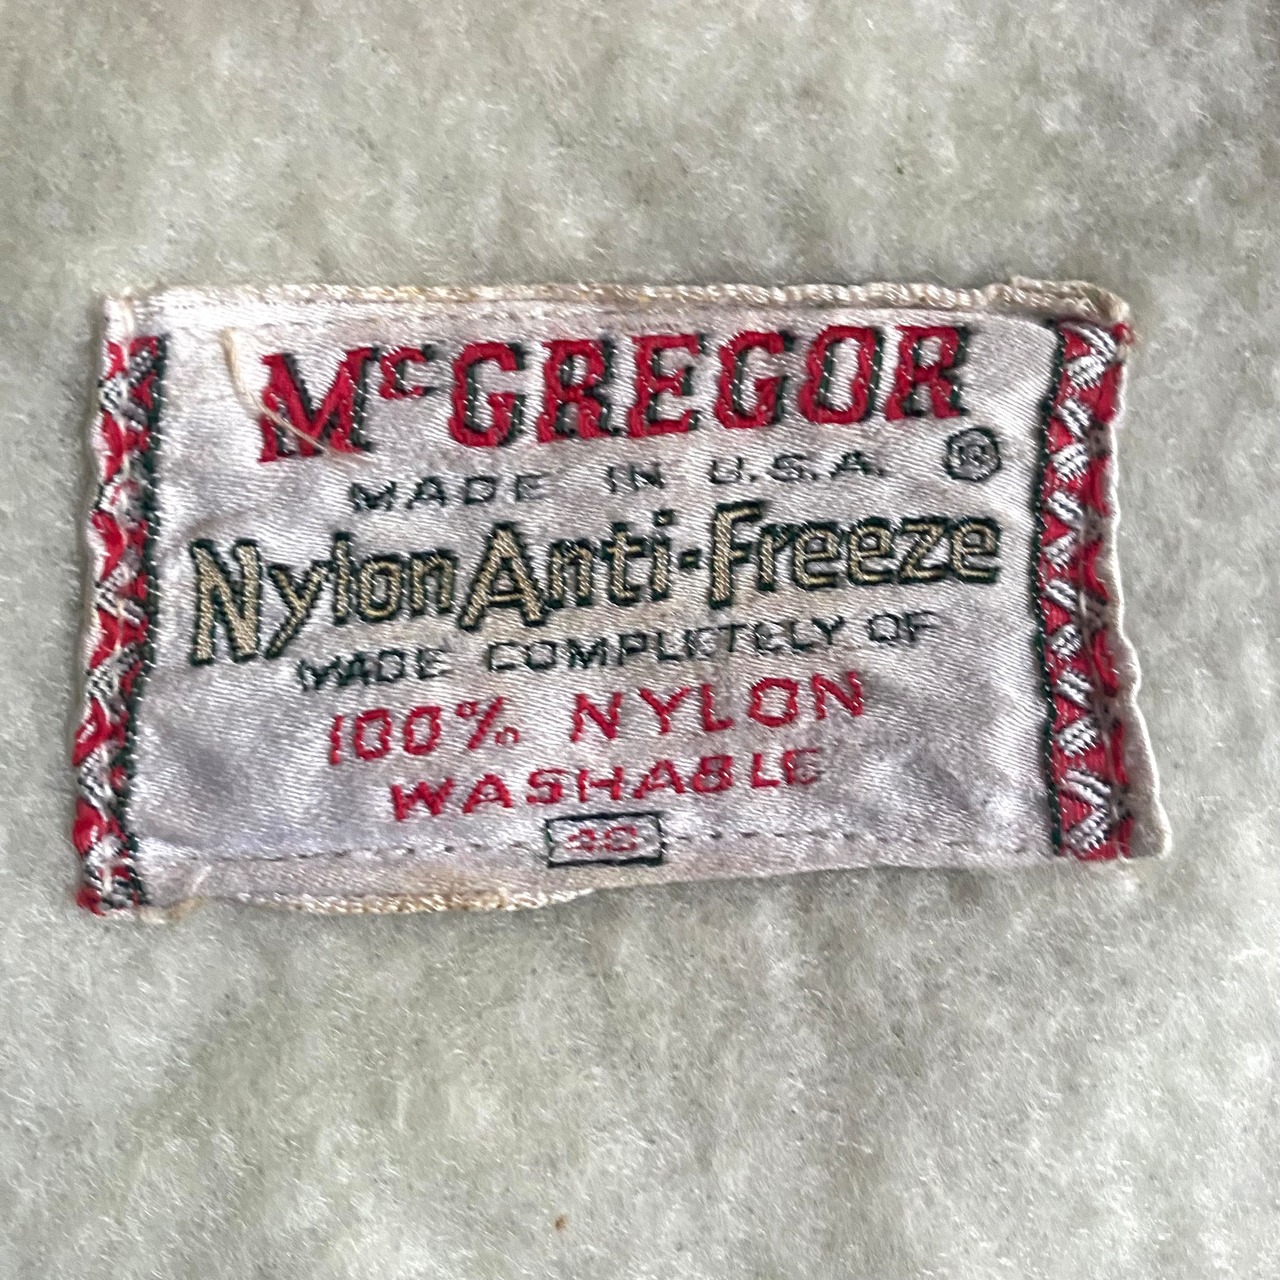 McGREGOR
MADE IN U.S.A. ®
Nylon Anti-Freeze
MADE COMPLETELY OF
100% NYLON
WASHABLE